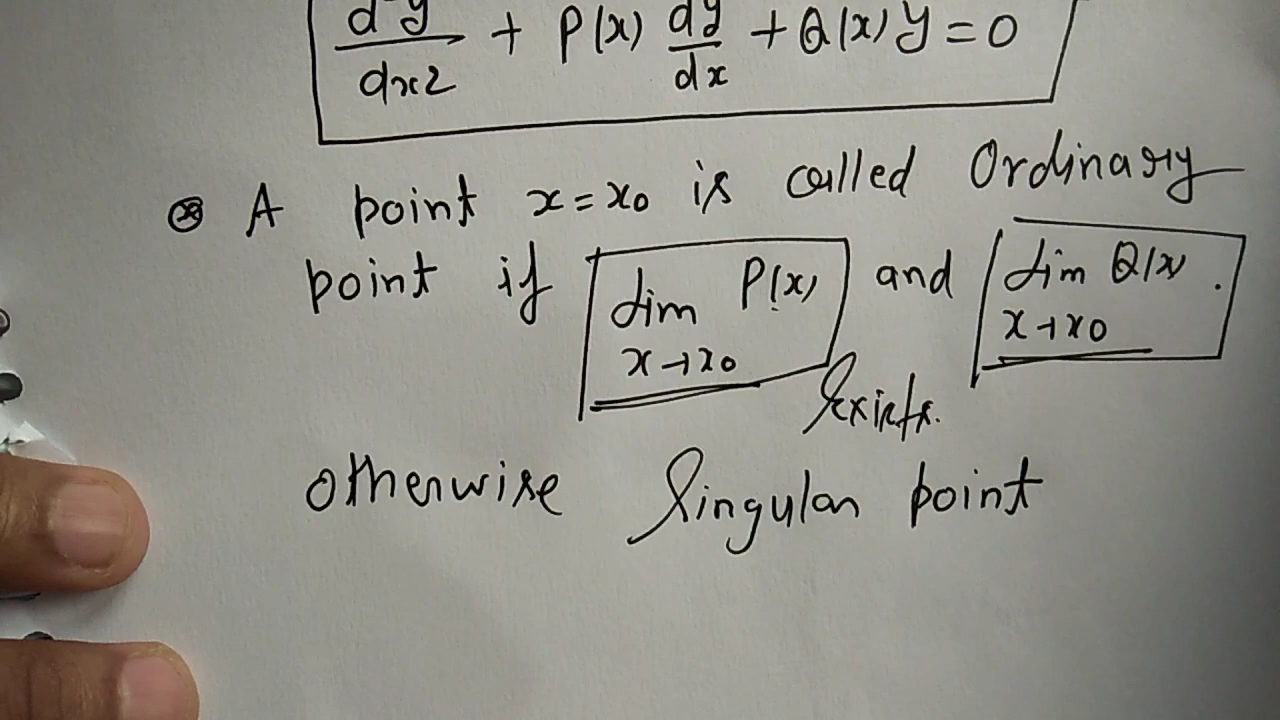 d²y/dx2 + P(x) dy/dx + Q(x)y = 0
⊛ A point x = x0 is called Ordinary
point if lim x→x0 P(x) and lim x→x0 Q(x) .
Exists.
otherwise Singular point